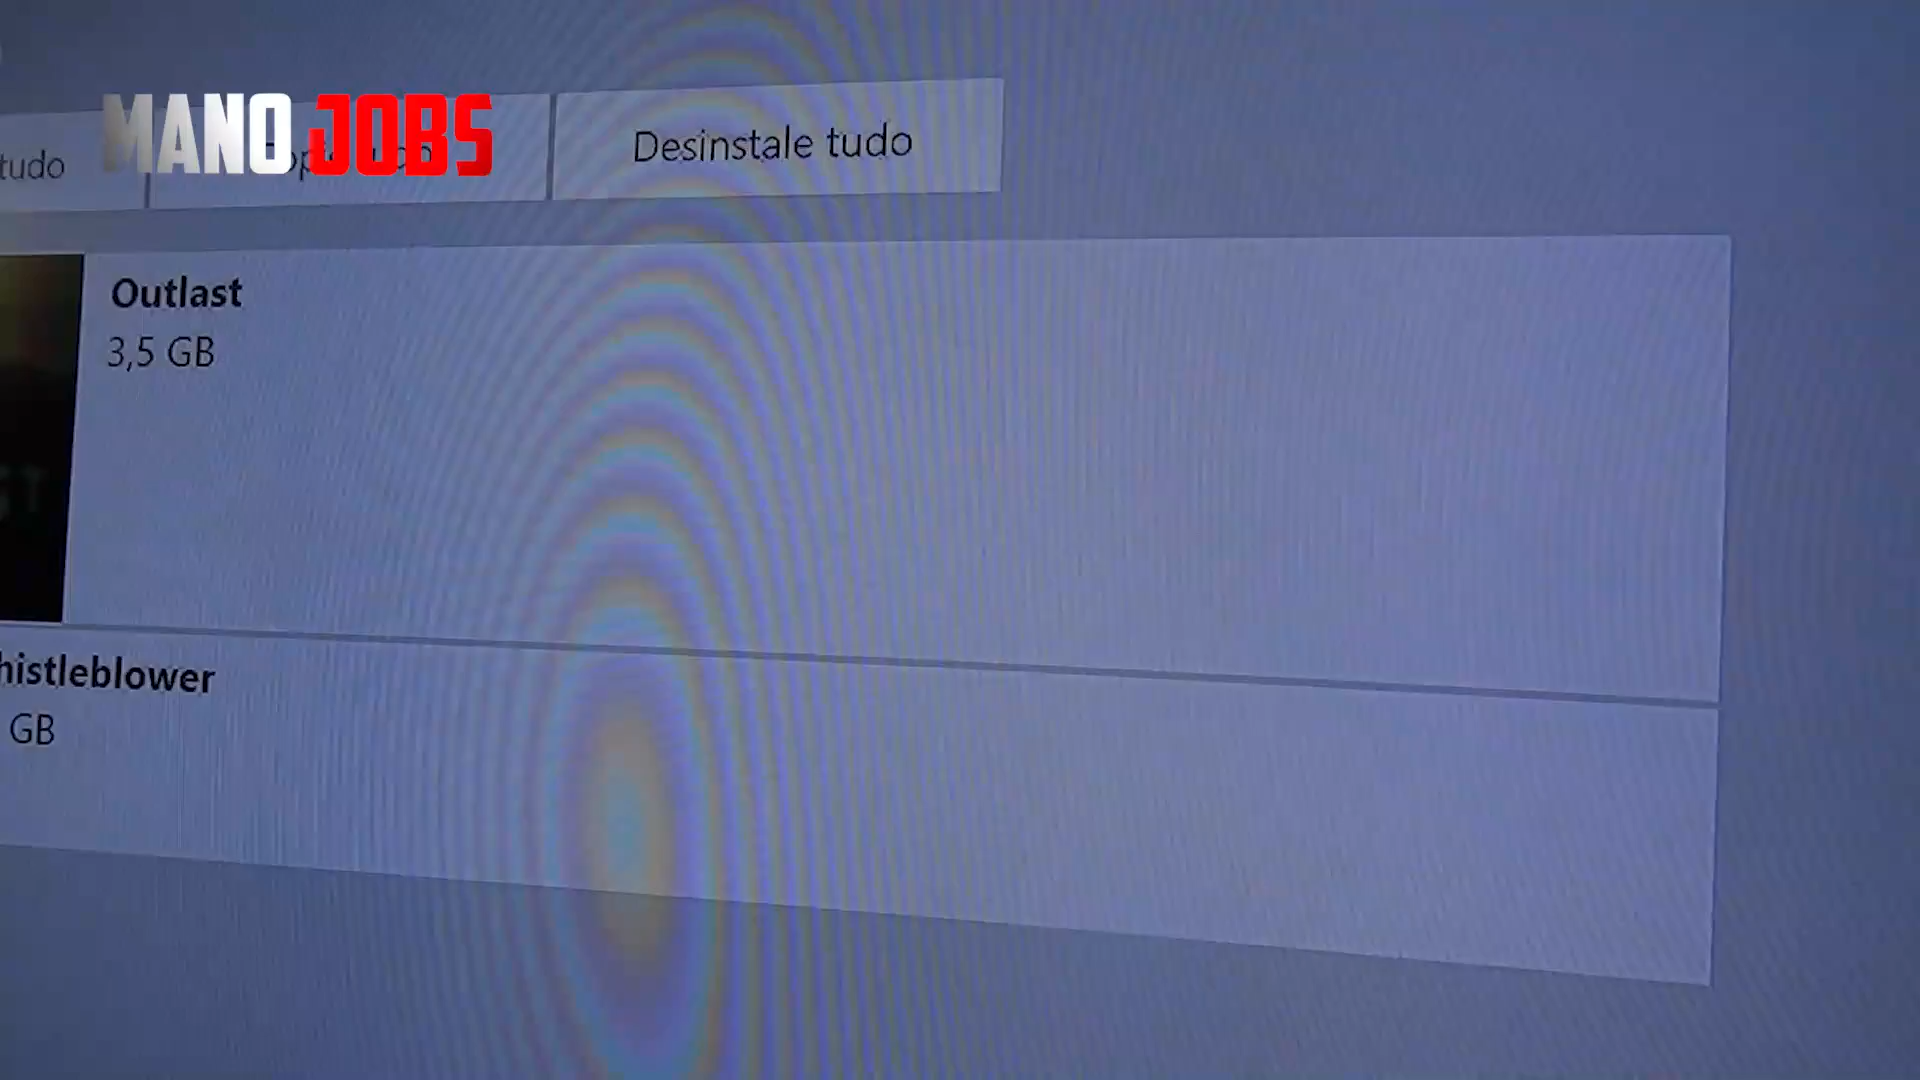 MANO JOBS
tudo
Desinstale tudo
Outlast
3,5 GB
histleblower
GB